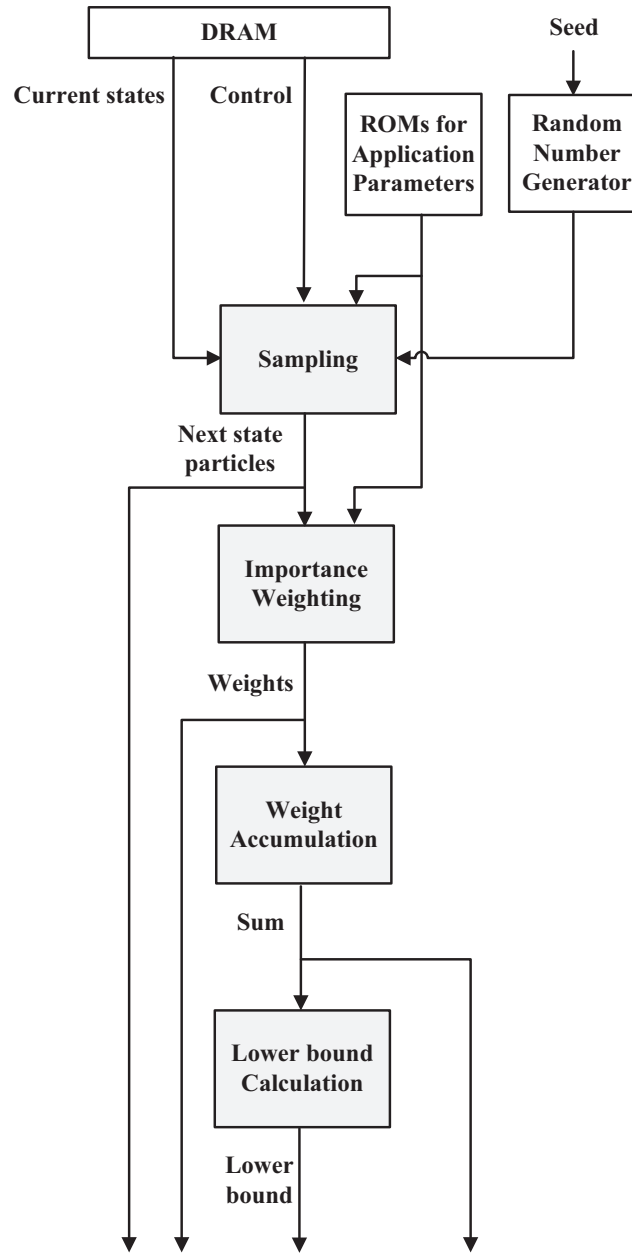 DRAM
Seed
Current states
Control
ROMs for
Application
Parameters
Random
Number
Generator
Sampling
Next state
particles
Importance
Weighting
Weights
Weight
Accumulation
Sum
Lower bound
Calculation
Lower
bound